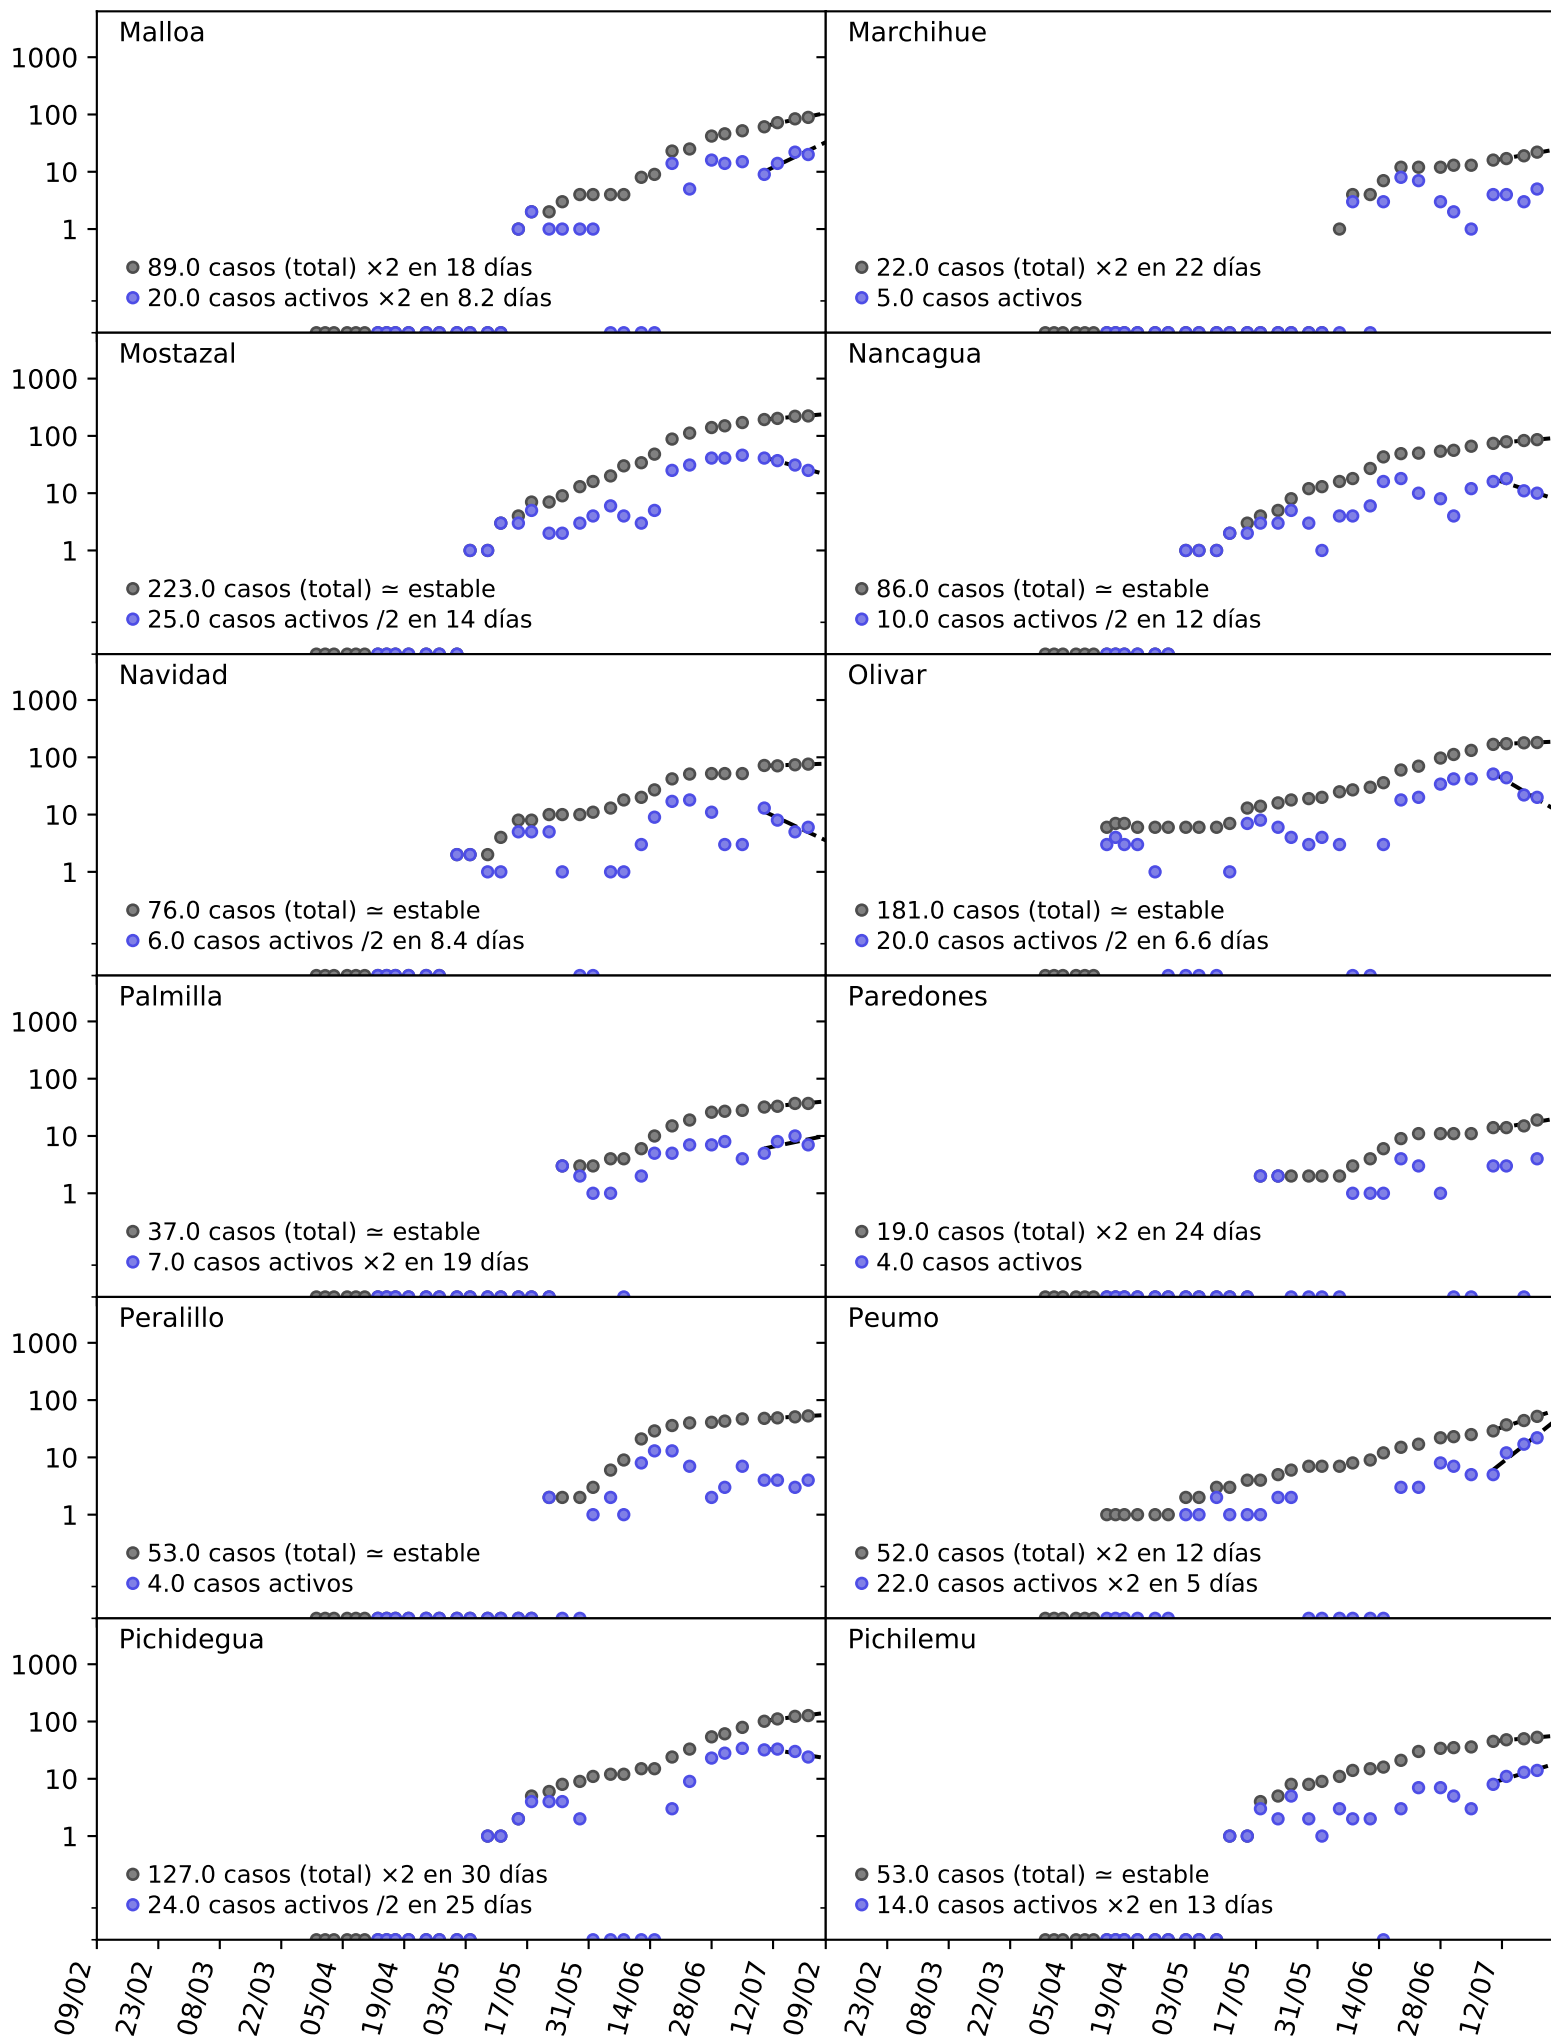 Malloa
Marchihue
1000
100
10
1
89.0 casos (total) ×2 en 18 días
20.0 casos activos ×2 en 8.2 días
22.0 casos (total) ×2 en 22 días
5.0 casos activos
Mostazal
Nancagua
1000
100
10
1
223.0 casos (total) ≃ estable
25.0 casos activos /2 en 14 días
86.0 casos (total) ≃ estable
10.0 casos activos /2 en 12 días
Navidad
Olivar
1000
100
10
1
76.0 casos (total) ≃ estable
6.0 casos activos /2 en 8.4 días
181.0 casos (total) ≃ estable
20.0 casos activos /2 en 6.6 días
Palmilla
Paredones
1000
100
10
1
37.0 casos (total) ≃ estable
7.0 casos activos ×2 en 19 días
19.0 casos (total) ×2 en 24 días
4.0 casos activos
Peralillo
Peumo
1000
100
10
1
53.0 casos (total) ≃ estable
4.0 casos activos
52.0 casos (total) ×2 en 12 días
22.0 casos activos ×2 en 5 días
Pichidegua
Pichilemu
1000
100
10
1
127.0 casos (total) ×2 en 30 días
24.0 casos activos /2 en 25 días
53.0 casos (total) ≃ estable
14.0 casos activos ×2 en 13 días
09/02 23/02 08/03 22/03 05/04 19/04 03/05 17/05 31/05 14/06 28/06 12/07 09/02 23/02 08/03 22/03 05/04 19/04 03/05 17/05 31/05 14/06 28/06 12/07